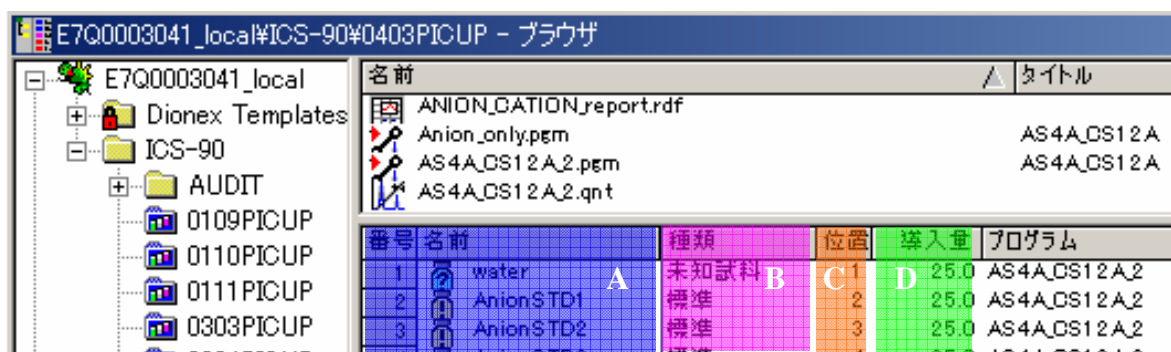 E7Q0003041_local¥ICS-90¥0403PICUP - ブラウザ
E7Q0003041_local
Dionex Templates
ICS-90
AUDIT
0109PICUP
0110PICUP
0111PICUP
0303PICUP
名前 タイトル
ANION_CATION_report.rdf
Anion_only.pgm AS4A_CS12A
AS4A_CS12A_2.pgm AS4A_CS12A
AS4A_CS12A_2.qnt
番号 名前 種類 位置 導入量 プログラム
1 water 未知試料 1 25.0 AS4A_CS12A_2
2 AnionSTD1 標準 2 25.0 AS4A_CS12A_2
3 AnionSTD2 標準 3 25.0 AS4A_CS12A_2
A B C D